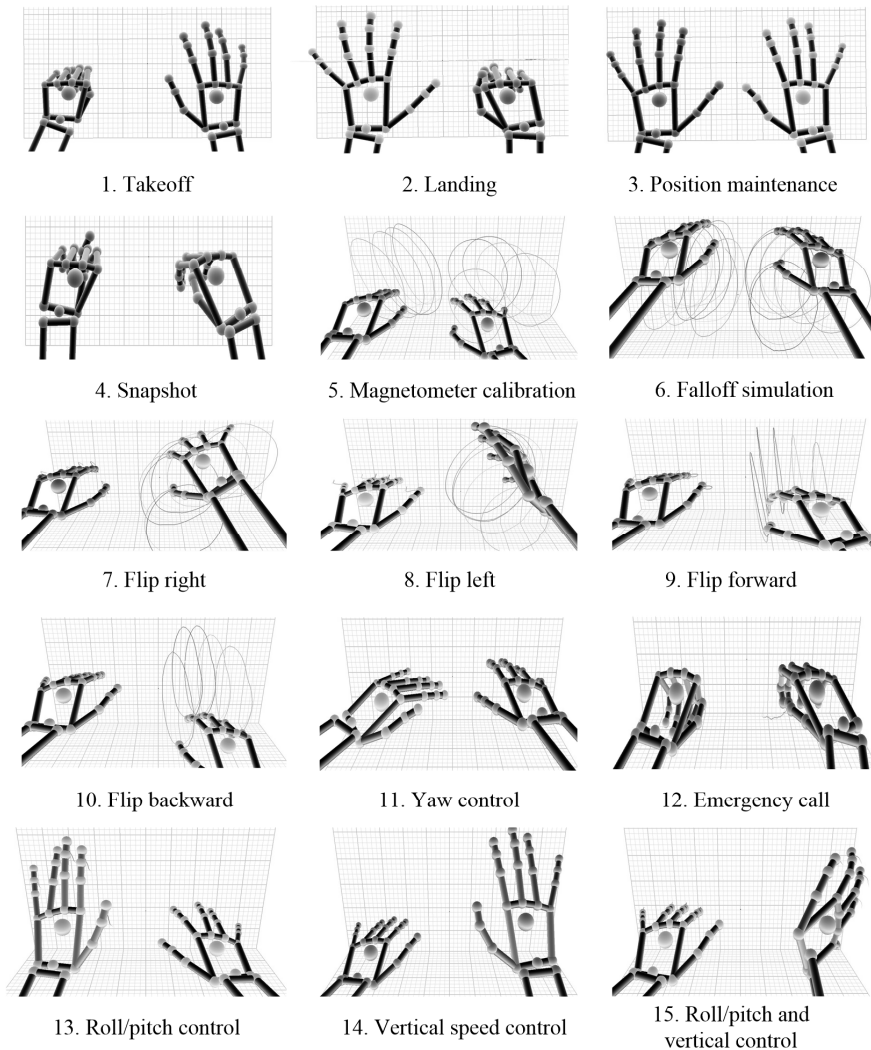 1. Takeoff
2. Landing
3. Position maintenance
4. Snapshot
5. Magnetometer calibration
6. Falloff simulation
7. Flip right
8. Flip left
9. Flip forward
10. Flip backward
11. Yaw control
12. Emergency call
13. Roll/pitch control
14. Vertical speed control
15. Roll/pitch and
vertical control